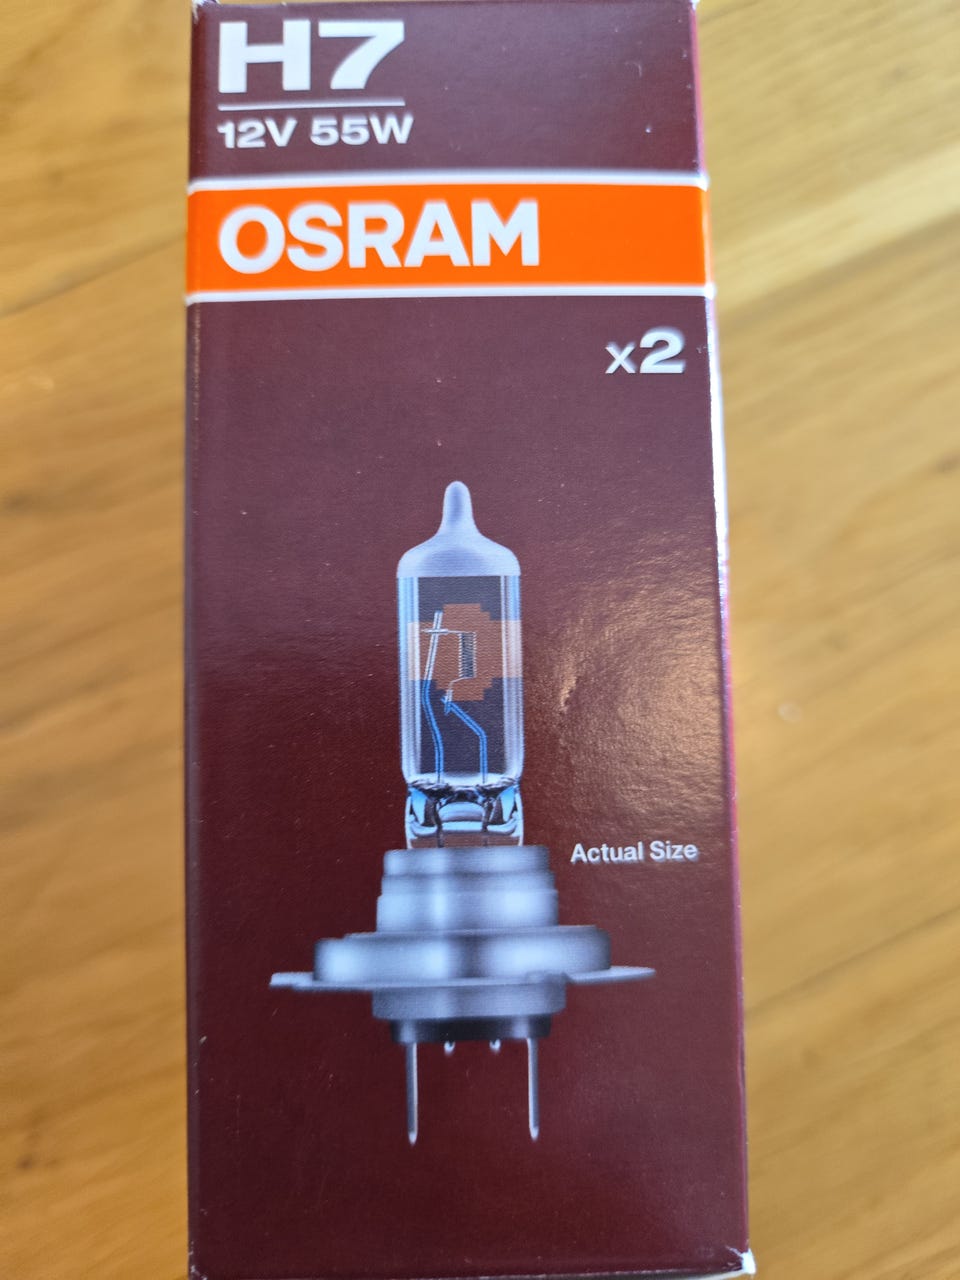 H7
12V 55W
OSRAM
x2
Actual Size